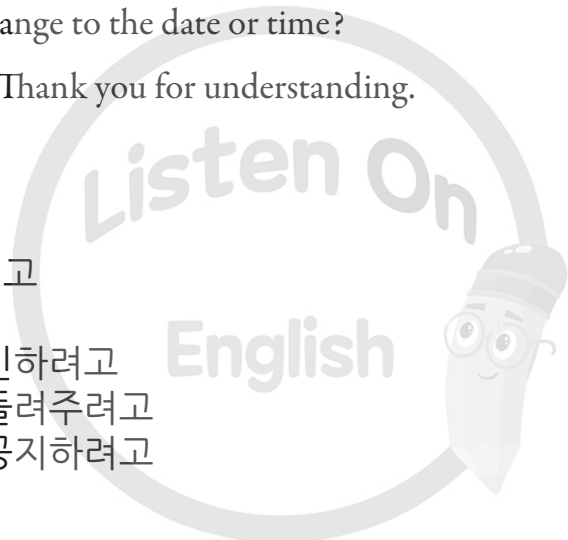 ange to the date or time?
Thank you for understanding.
Listen On
고
English
인하려고
들려주려고
공지하려고